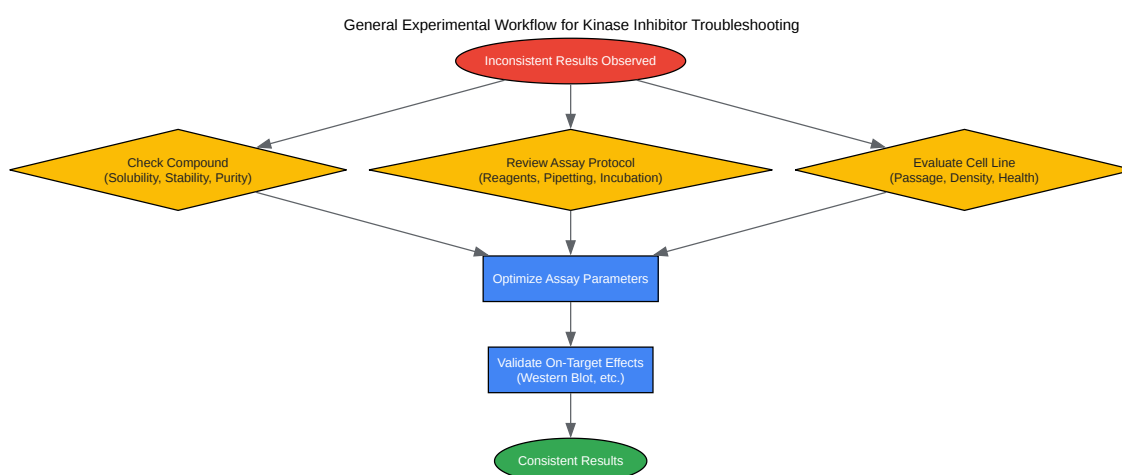 General Experimental Workflow for Kinase Inhibitor Troubleshooting
Inconsistent Results Observed
Check Compound
(Solubility, Stability, Purity)
Review Assay Protocol
(Reagents, Pipetting, Incubation)
Evaluate Cell Line
(Passage, Density, Health)
Optimize Assay Parameters
Validate On-Target Effects
(Western Blot, etc.)
Consistent Results